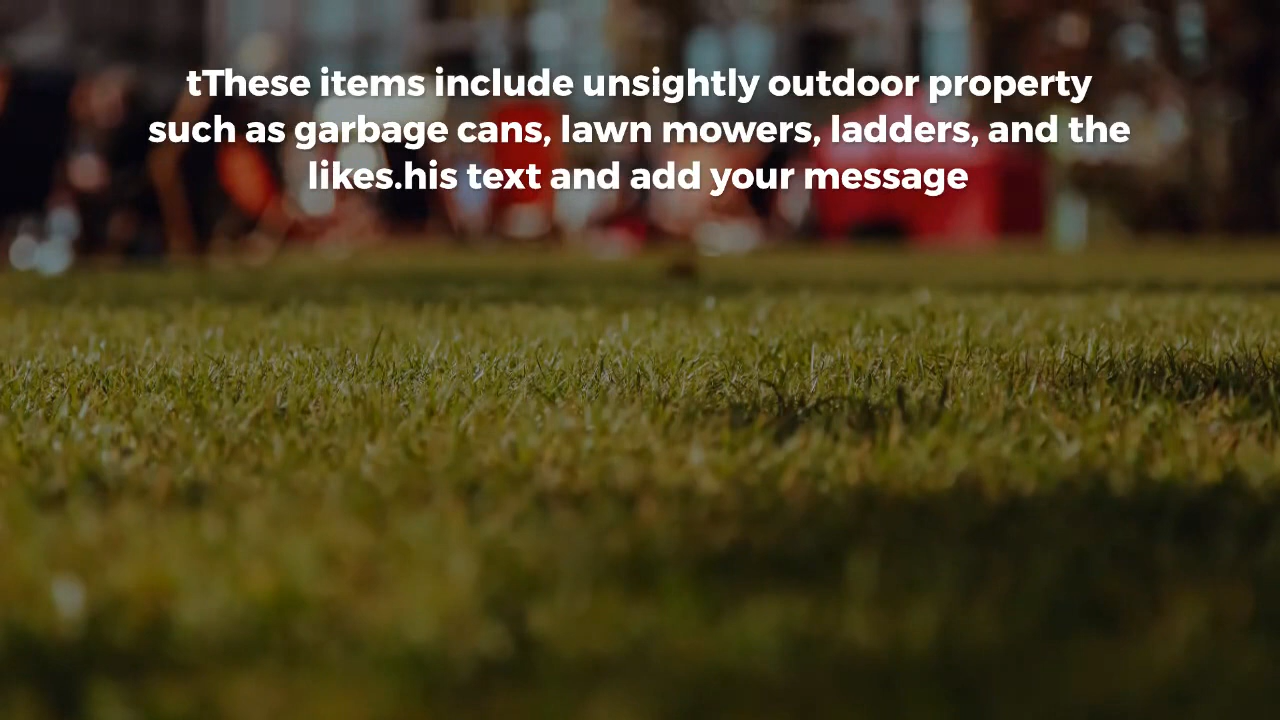 tThese items include unsightly outdoor property
such as garbage cans, lawn mowers, ladders, and the
likes.his text and add your message